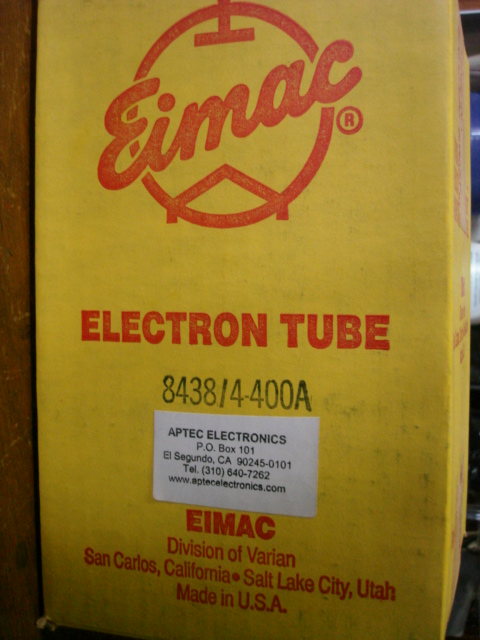 Eimac®
ELECTRON TUBE
8438/4-400A
APTEC ELECTRONICS
P.O. Box 101
El Segundo, CA 90245-0101
Tel. (310) 640-7262
www.aptecelectronics.com
EIMAC
Division of Varian
San Carlos, California • Salt Lake City, Utah
Made in U.S.A.